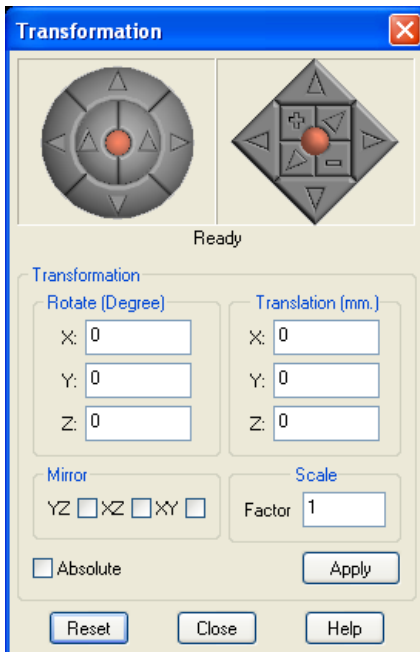 Transformation
Ready
Transformation
Rotate (Degree) Translation (mm.)
X: 0 X: 0
Y: 0 Y: 0
Z: 0 Z: 0
Mirror Scale
YZ XZ XY Factor 1
Absolute Apply
Reset Close Help